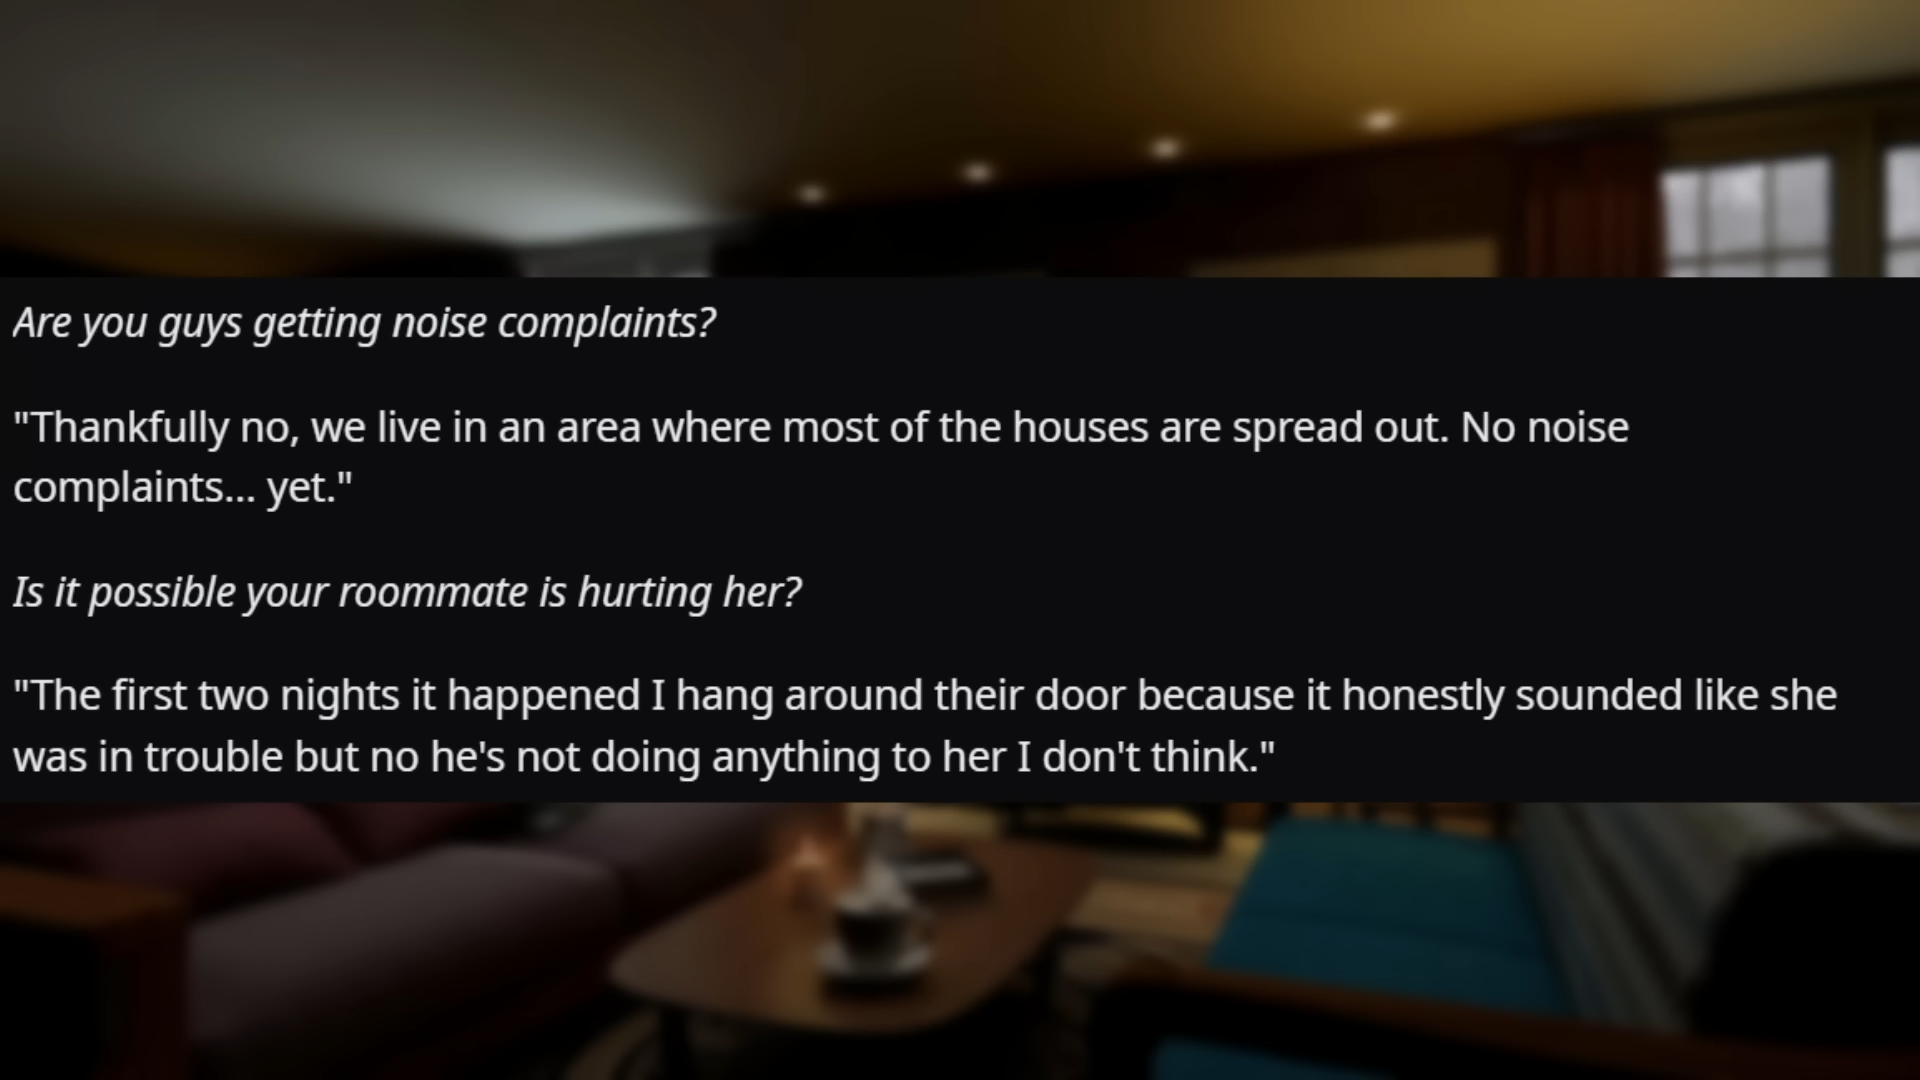 Are you guys getting noise complaints?
"Thankfully no, we live in an area where most of the houses are spread out. No noise
complaints... yet."
Is it possible your roommate is hurting her?
"The first two nights it happened I hang around their door because it honestly sounded like she
was in trouble but no he's not doing anything to her I don't think."